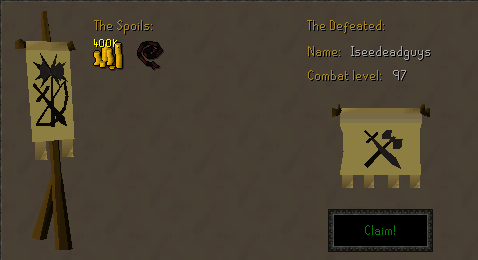 The Spoils:
400K
The Defeated:
Name: Iseedeadguys
Combat level: 97
Claim!